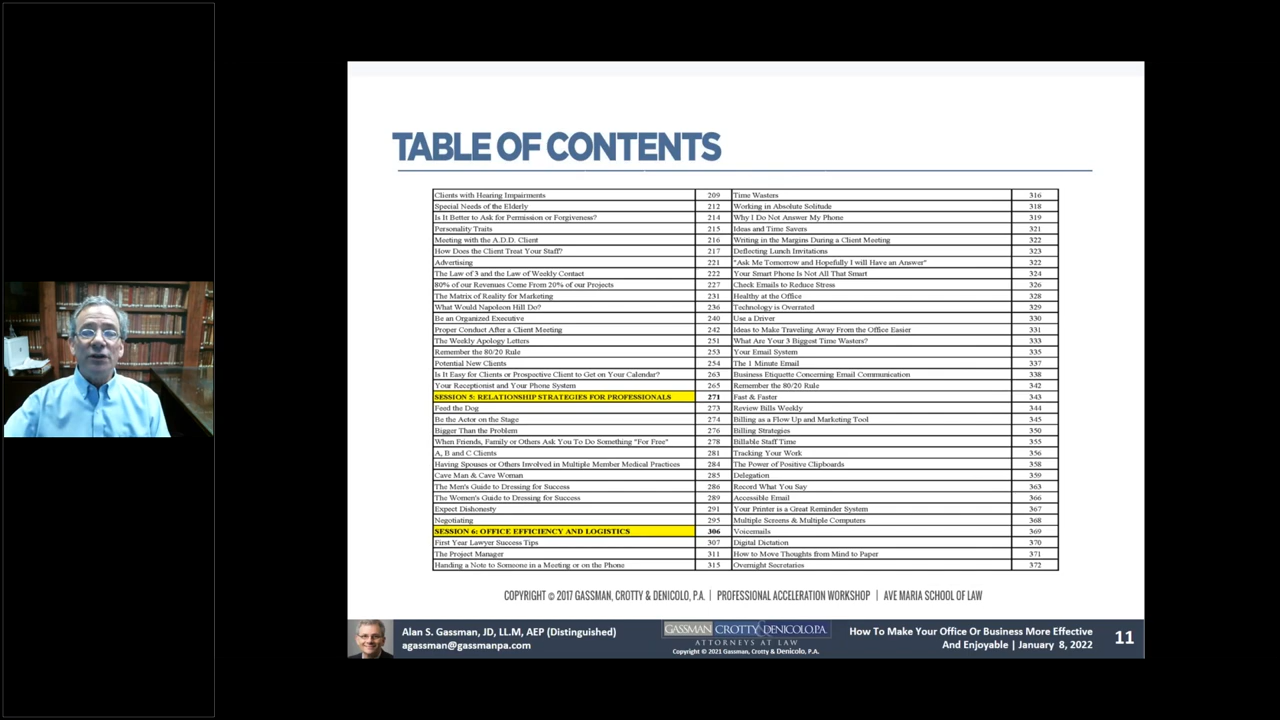 TABLE OF CONTENTS
Clients with Hearing Impairments 209 Time Wasters 316
Special Needs of the Elderly 212 Working in Absolute Solitude 318
Is It Better to Ask for Permission or Forgiveness? 214 Why I Do Not Answer My Phone 319
Personality Traits 215 Ideas and Time Savers 321
Meeting with the A.D.D. Client 216 Writing in the Margins During a Client Meeting 322
How Does the Client Treat Your Staff? 217 Deflecting Lunch Invitations 323
Advertising 221 "Ask Me Tomorrow and Hopefully I will Have an Answer" 322
The Law of 3 and the Law of Weekly Contact 222 Your Smart Phone Is Not All That Smart 324
80% of our Revenues Come From 20% of our Projects 227 Check Emails to Reduce Stress 326
The Matrix of Reality for Marketing 231 Healthy at the Office 328
What Would Napoleon Hill Do? 236 Technology is Overrated 329
Be an Organized Executive 240 Use a Driver 330
Proper Conduct After a Client Meeting 242 Ideas to Make Traveling Away From the Office Easier 331
The Weekly Apology Letters 251 What Are Your 3 Biggest Time Wasters? 333
Remember the 80/20 Rule 253 Your Email System 335
Potential New Clients 254 The 1 Minute Email 337
Is It Easy for Clients or Prospective Client to Get on Your Calendar? 263 Business Etiquette Concerning Email Communication 338
Your Receptionist and Your Phone System 265 Remember the 80/20 Rule 342
SESSION 5: RELATIONSHIP STRATEGIES FOR PROFESSIONALS 271 Fast & Faster 343
Feed the Dog 273 Review Bills Weekly 344
Be the Actor on the Stage 274 Billing as a Flow Up and Marketing Tool 345
Bigger Than the Problem 276 Billing Strategies 350
When Friends, Family or Others Ask You To Do Something "For Free" 278 Billable Staff Time 355
A, B and C Clients 281 Tracking Your Work 356
Having Spouses or Others Involved in Multiple Member Medical Practices 284 The Power of Positive Clipboards 358
Cave Man & Cave Woman 285 Delegation 359
The Men's Guide to Dressing for Success 286 Record What You Say 363
The Women's Guide to Dressing for Success 289 Accessible Email 366
Expect Dishonesty 291 Your Printer is a Great Reminder System 367
Negotiating 295 Multiple Screens & Multiple Computers 368
SESSION 6: OFFICE EFFICIENCY AND LOGISTICS 306 Voicemails 369
First Year Lawyer Success Tips 307 Digital Dictation 370
The Project Manager 311 How to Move Thoughts from Mind to Paper 371
Handing a Note to Someone in a Meeting or on the Phone 315 Overnight Secretaries 372
COPYRIGHT © 2017 GASSMAN, CROTTY & DENICOLO, P.A. | PROFESSIONAL ACCELERATION WORKSHOP | AVE MARIA SCHOOL OF LAW
Alan S. Gassman, JD, LL.M, AEP (Distinguished)
agassman@gassmanpa.com
GASSMAN CROTTY & DENICOLO, P.A.
ATTORNEYS AT LAW
Copyright © 2021 Gassman, Crotty & Denicolo, P.A.
How To Make Your Office Or Business More Effective
And Enjoyable | January 8, 2022
11